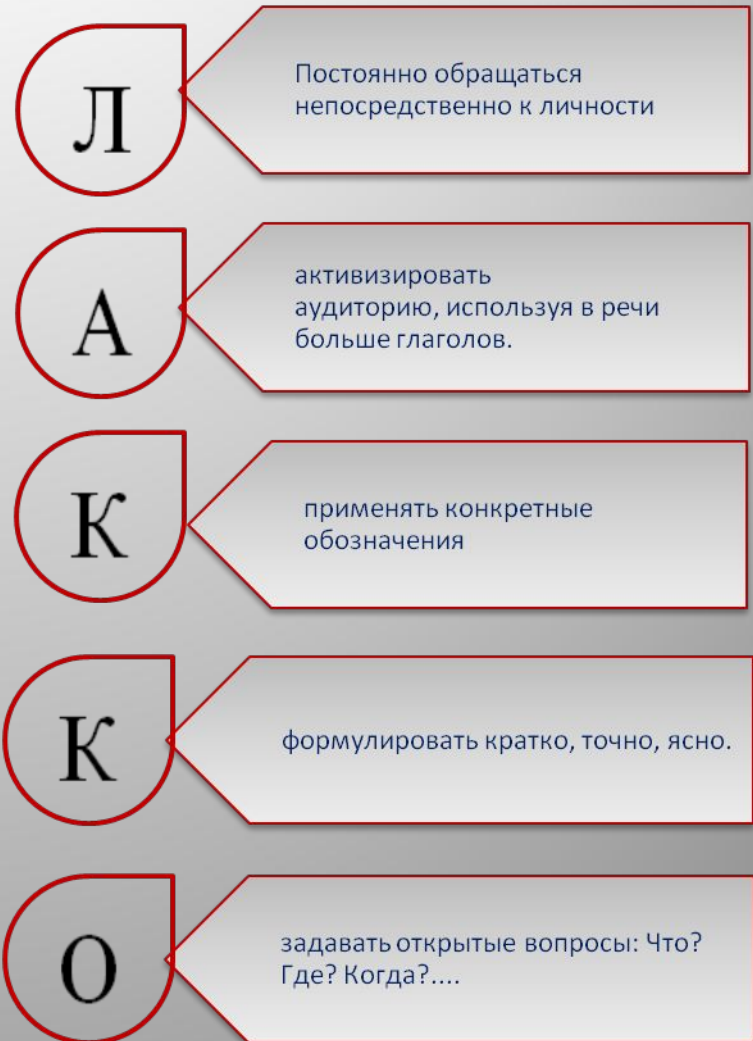 Л
Постоянно обращаться
непосредственно к личности
А
активизировать
аудиторию, используя в речи
больше глаголов.
К
применять конкретные
обозначения
К
формулировать кратко, точно, ясно.
О
задавать открытые вопросы: Что?
Где? Когда?....